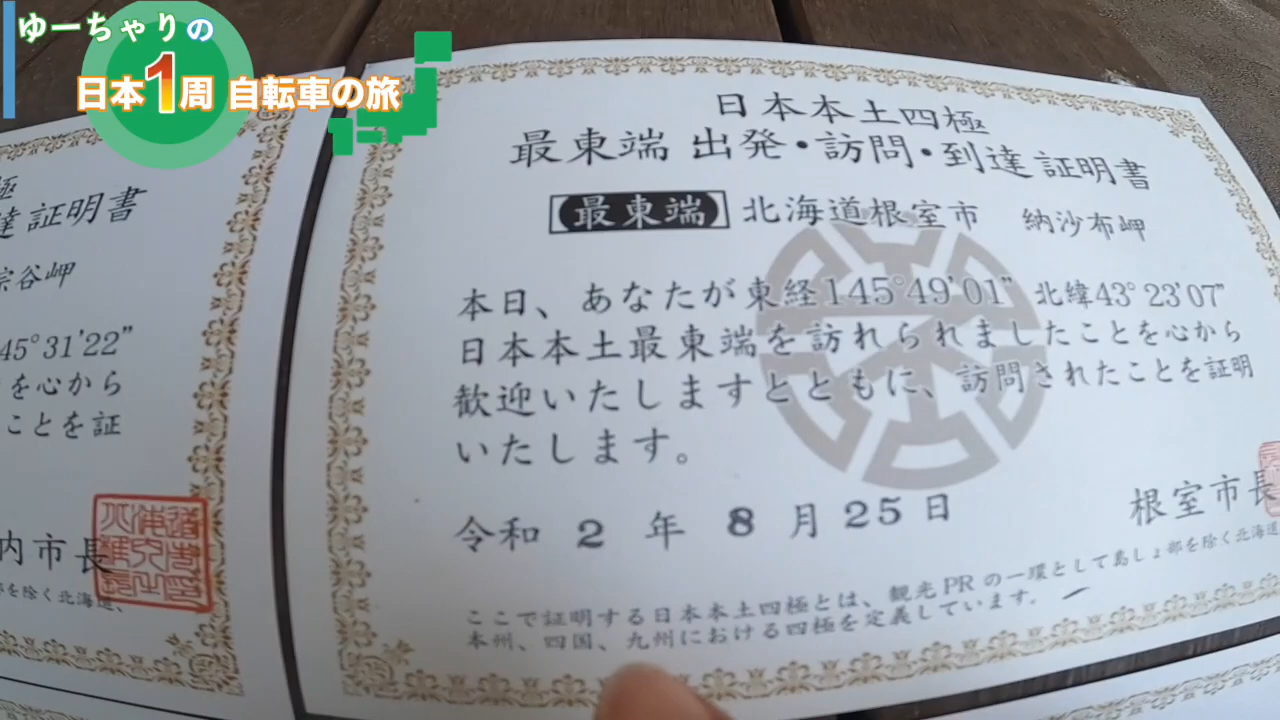 ゆーちゃりの
日本1周 自転車の旅
極
達証明書
宗谷岬
45°31'22"
を心から
ことを証
内市長
部を除く北海道、
日本本土四極
最東端 出発・訪問・到達証明書
最東端 北海道根室市 納沙布岬
本日、あなたが東経145°49'01" 北緯43°23'07"
日本本土最東端を訪れられましたことを心から
歓迎いたしますとともに、訪問されたことを証明
いたします。
令和 2 年 8 月 25 日
根室市長
ここで証明する日本本土四極とは、観光PRの一環として島しょ部を除く北海道
本州、四国、九州における四極を定義しています。